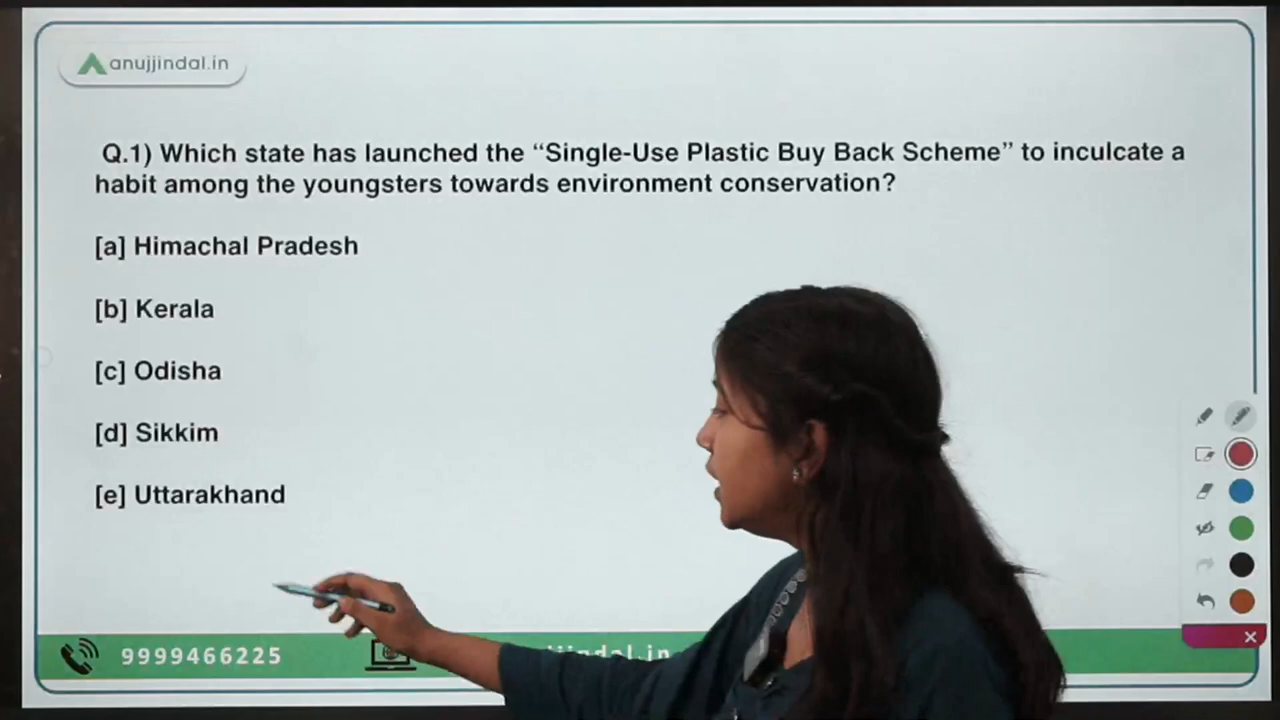 anujjindal.in
Q.1) Which state has launched the “Single-Use Plastic Buy Back Scheme” to inculcate a
habit among the youngsters towards environment conservation?
[a] Himachal Pradesh
[b] Kerala
[c] Odisha
[d] Sikkim
[e] Uttarakhand
9999466225